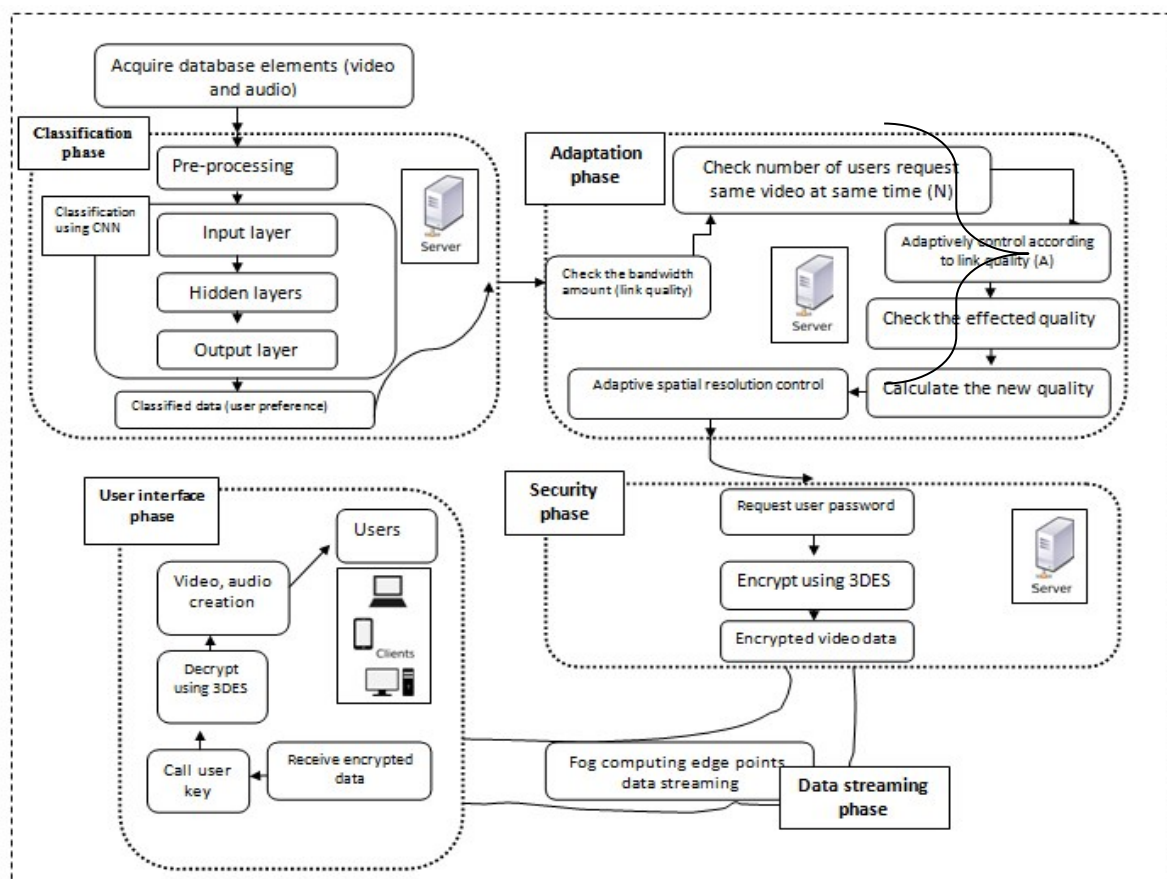 Acquire database elements (video
and audio)
Classification
phase
Pre-processing
Classification
using CNN
Input layer
Hidden layers
Output layer
Classified data (user preference)
Server
Adaptation
phase
Check number of users request
same video at same time (N)
Check the bandwidth
amount (link quality)
Server
Adaptively control according
to link quality (A)
Check the effected quality
Calculate the new quality
Adaptive spatial resolution control
Security
phase
Request user password
Encrypt using 3DES
Encrypted video data
Server
User interface
phase
Users
Video, audio
creation
Clients
Decrypt
using 3DES
Call user
key
Receive encrypted
data
Fog computing edge points
data streaming
Data streaming
phase